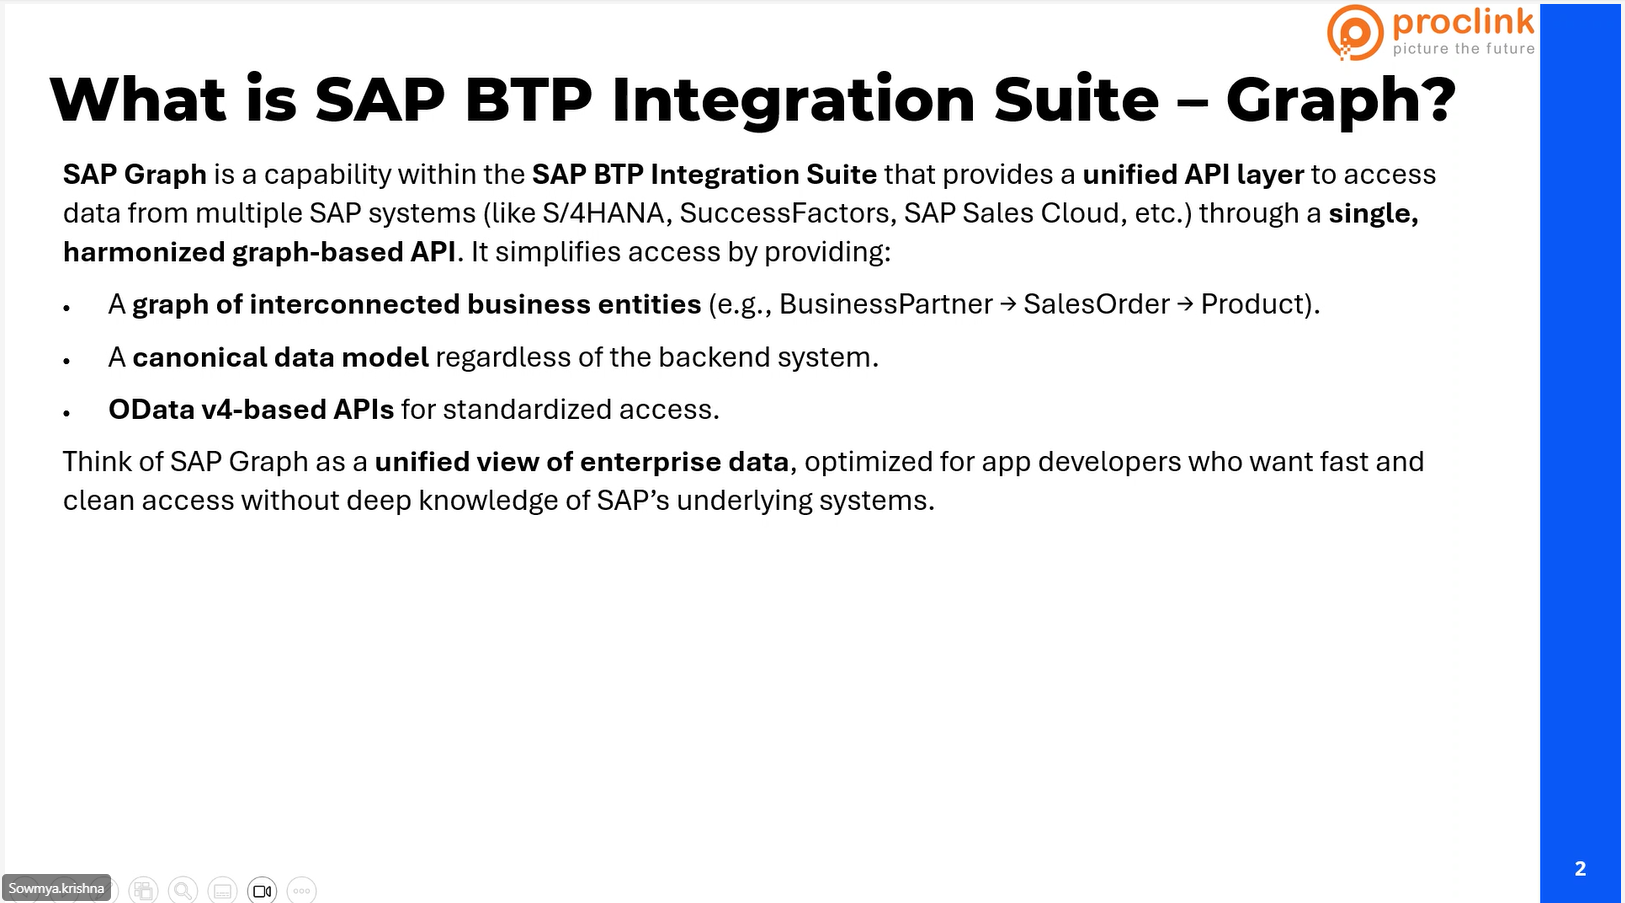 proclink
picture the future
What is SAP BTP Integration Suite – Graph?
SAP Graph is a capability within the SAP BTP Integration Suite that provides a unified API layer to access
data from multiple SAP systems (like S/4HANA, SuccessFactors, SAP Sales Cloud, etc.) through a single,
harmonized graph-based API. It simplifies access by providing:
• A graph of interconnected business entities (e.g., BusinessPartner → SalesOrder → Product).
• A canonical data model regardless of the backend system.
• OData v4-based APIs for standardized access.
Think of SAP Graph as a unified view of enterprise data, optimized for app developers who want fast and
clean access without deep knowledge of SAP’s underlying systems.
2
Sowmya.krishna